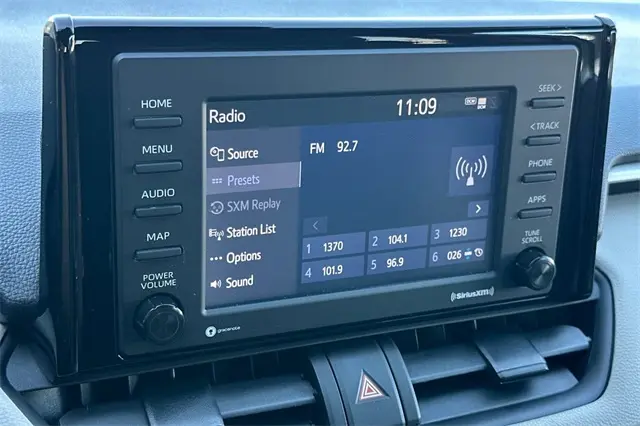 HOME
MENU
AUDIO
MAP
POWER
VOLUME
Radio
11:09
DCM
Source
Presets
SXM Replay
Station List
Options
Sound
FM 92.7
1 1370
2 104.1
3 1230
4 101.9
5 96.9
6 026
SEEK >
< TRACK
PHONE
APPS
TUNE
SCROLL
gracenote
SiriusXM